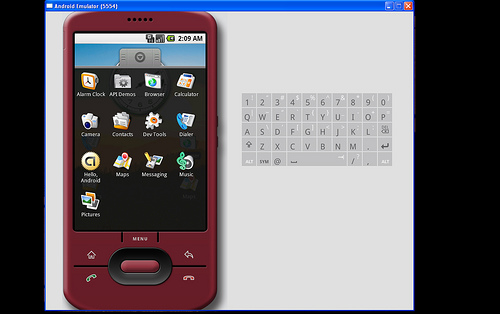 Android Emulator (5554)
2:09 AM
Alarm Clock API Demos Browser Calculator
Camera Contacts Dev Tools Dialer
Hello, Android Maps Messaging Music
Pictures
MENU
1 2 3 4 5 6 7 8 9 0
Q W E R T Y U I O P
A S D F G H J K L DEL
Z X C V B N M .
ALT SYM @ / , ALT